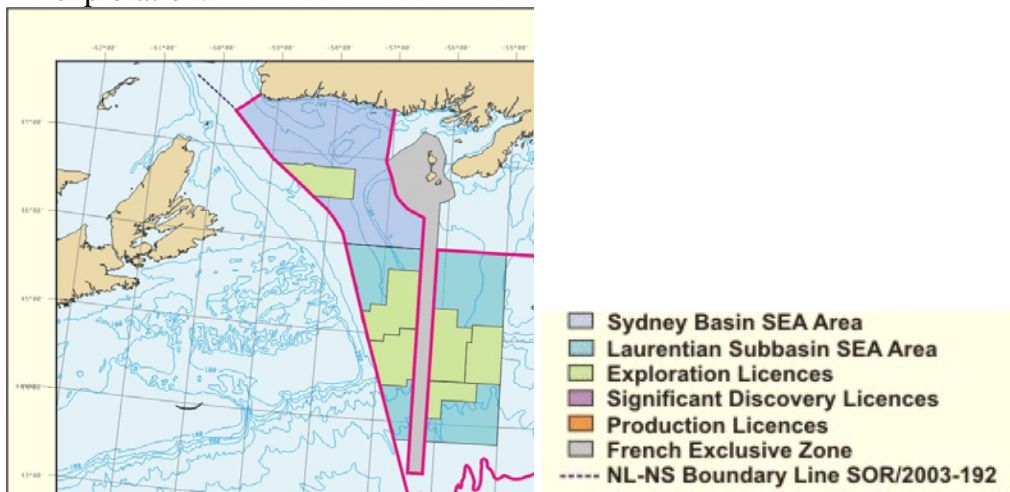 exploration.
-62°00' -61°00' -60°00' -59°00' -58°00' -57°00' -56°00' -55°00'
47°00'
46°00'
45°00'
43°00'
Sydney Basin SEA Area
Laurentian Subbasin SEA Area
Exploration Licences
Significant Discovery Licences
Production Licences
French Exclusive Zone
NL-NS Boundary Line SOR/2003-192